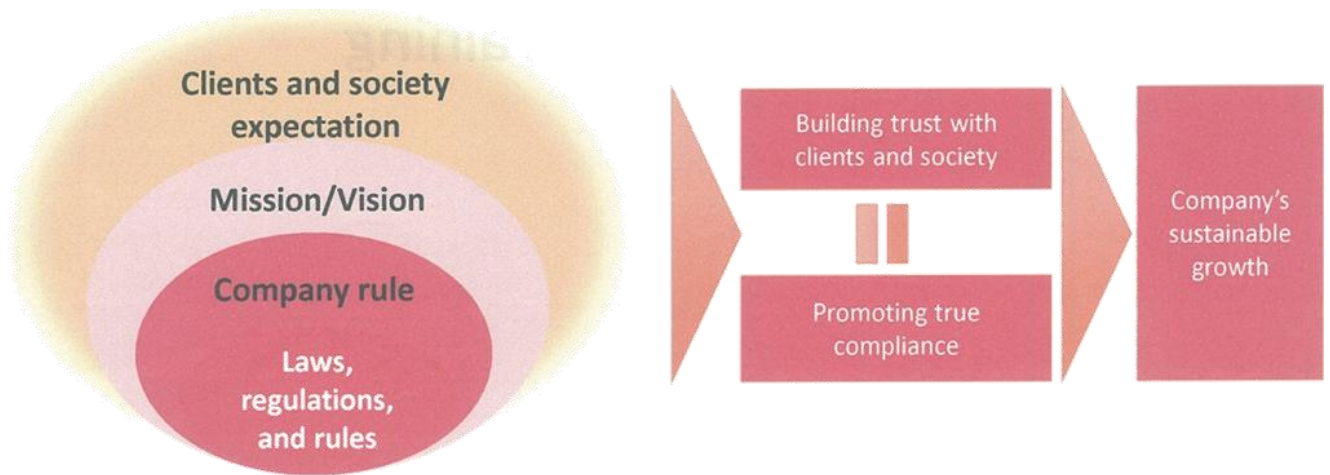 Clients and society
expectation
Mission/Vision
Company rule
Laws,
regulations,
and rules
Building trust with
clients and society
Promoting true
compliance
Company's
sustainable
growth